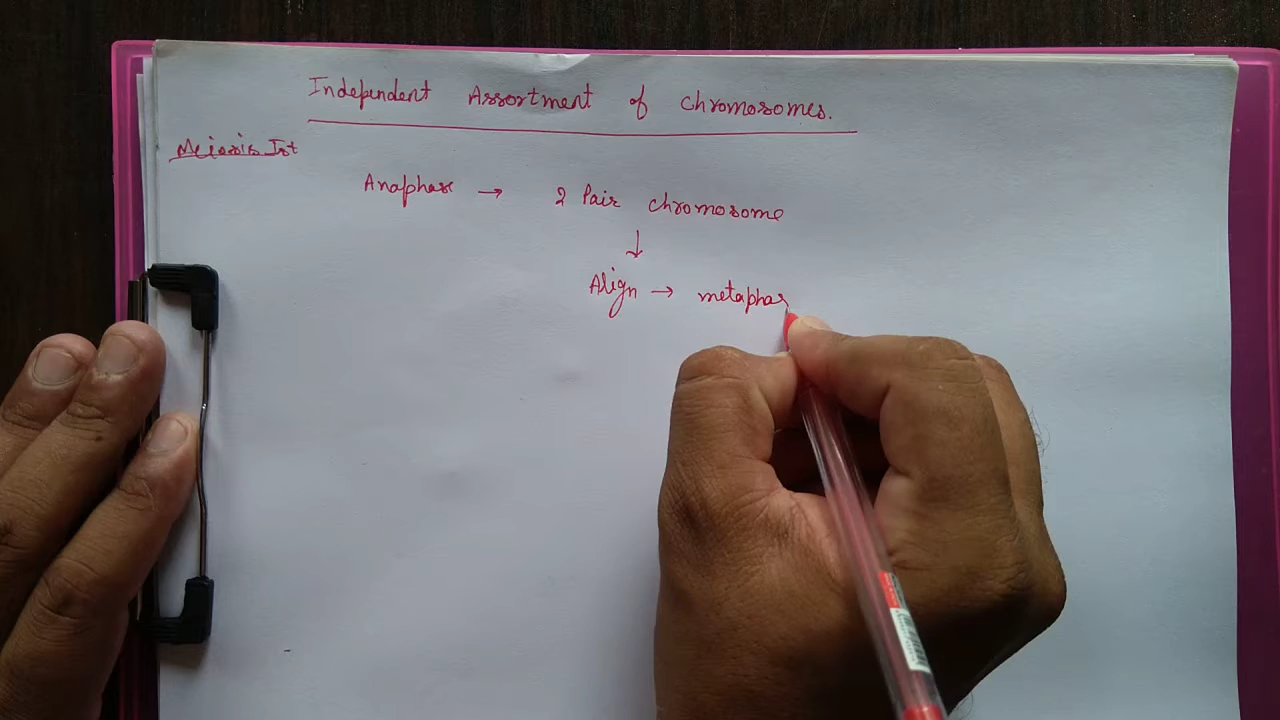 Independent Assortment of Chromosomes.
Meiosis Ist
Anaphase → 2 Pair chromosome
↓
Align → metaphas